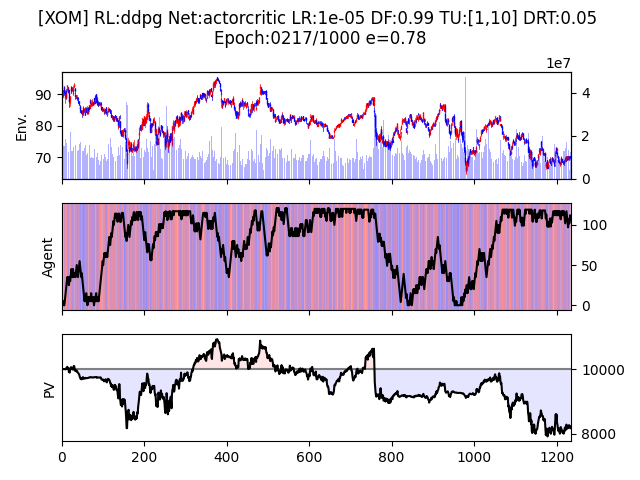 [XOM] RL:ddpg Net:actorcritic LR:1e-05 DF:0.99 TU:[1,10] DRT:0.05
Epoch:0217/1000 e=0.78
1e7
90
80
70
Env.
4
2
0
Agent
100
50
0
PV
10000
8000
0 200 400 600 800 1000 1200